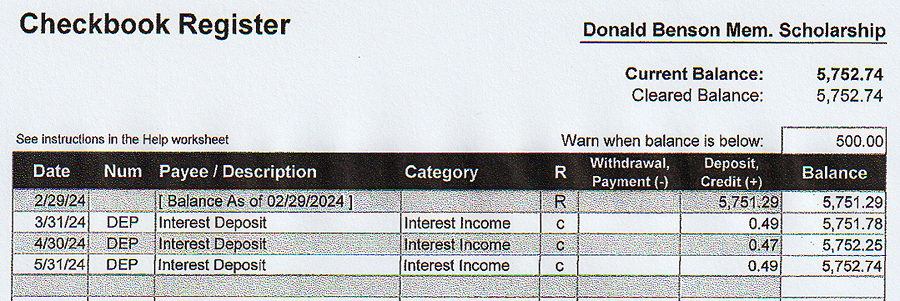 Checkbook Register
Donald Benson Mem. Scholarship
Current Balance: 5,752.74
Cleared Balance: 5,752.74
See instructions in the Help worksheet Warn when balance is below: 500.00
Date Num Payee / Description Category R Withdrawal, Payment (-) Deposit, Credit (+) Balance
2/29/24 [ Balance As of 02/29/2024 ] R 5,751.29 5,751.29
3/31/24 DEP Interest Deposit Interest Income c 0.49 5,751.78
4/30/24 DEP Interest Deposit Interest Income c 0.47 5,752.25
5/31/24 DEP Interest Deposit Interest Income c 0.49 5,752.74